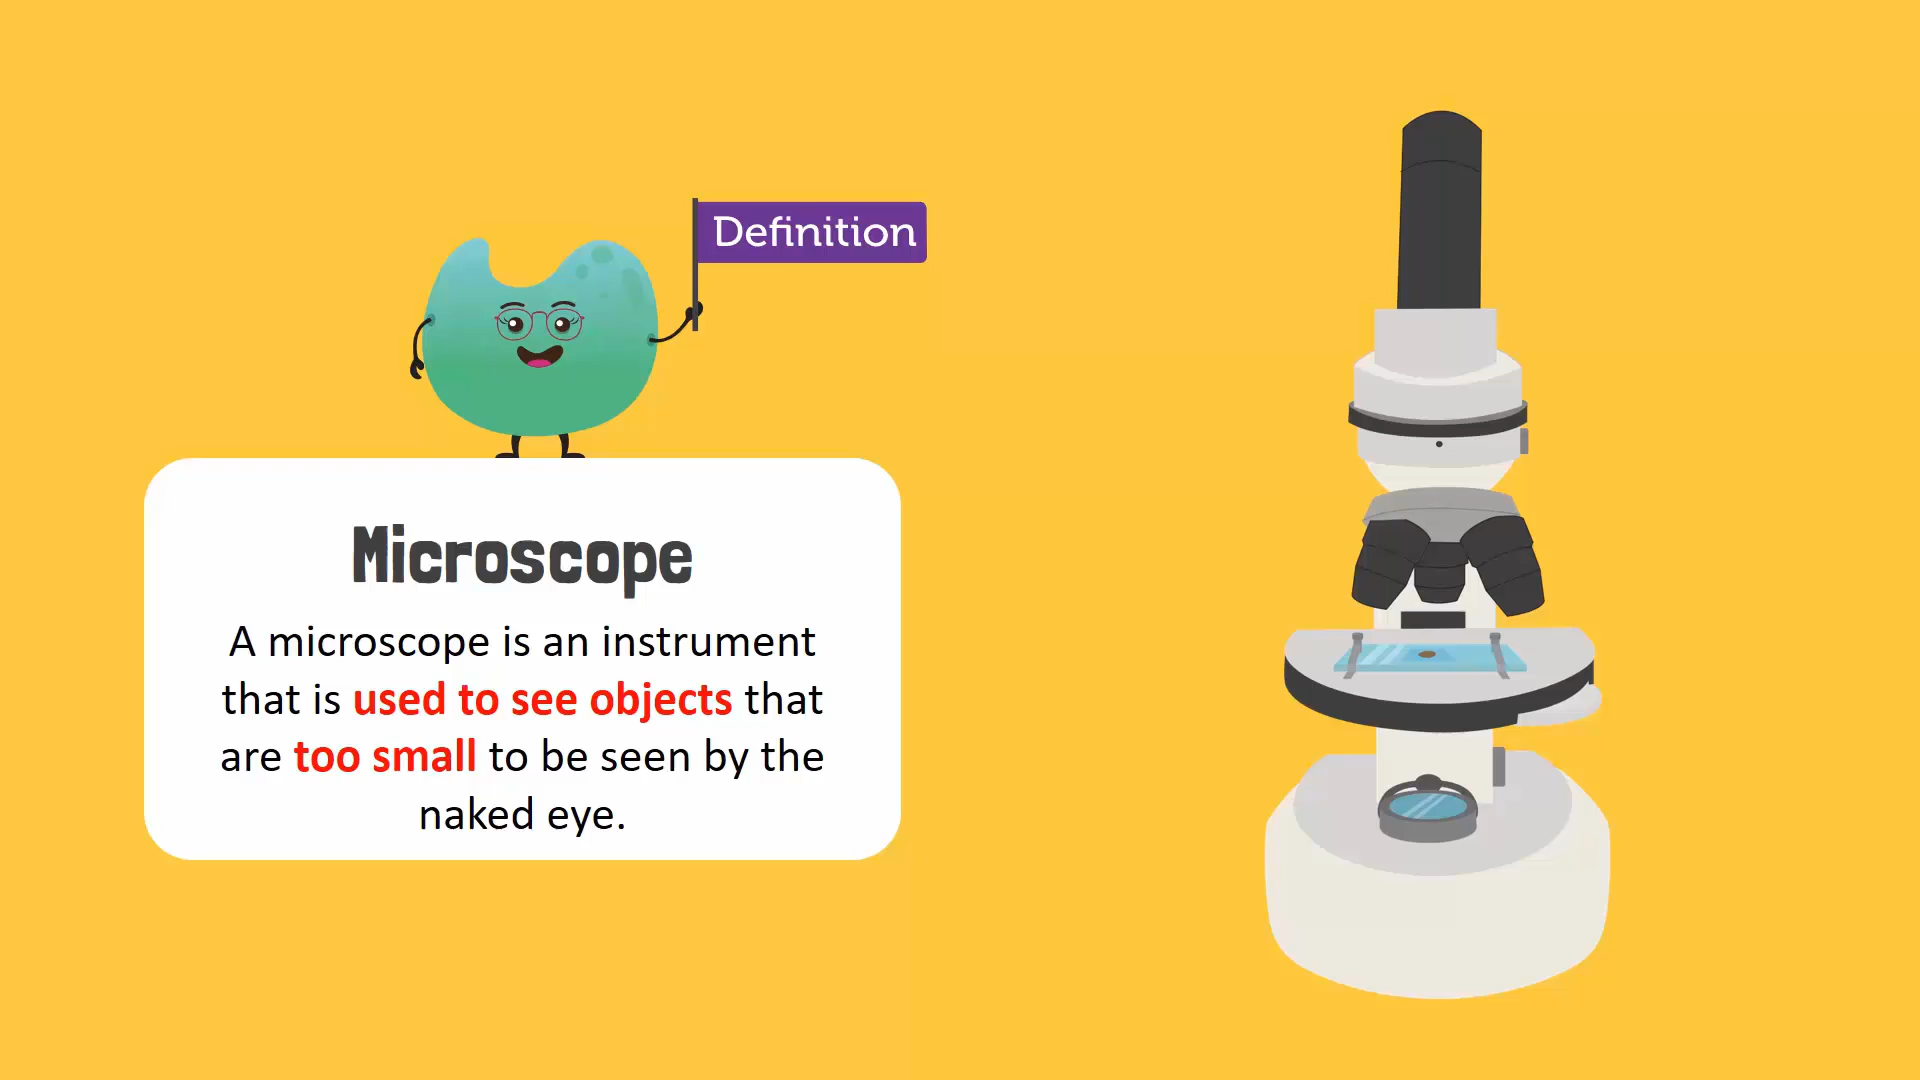 Definition
Microscope
A microscope is an instrument
that is used to see objects that
are too small to be seen by the
naked eye.